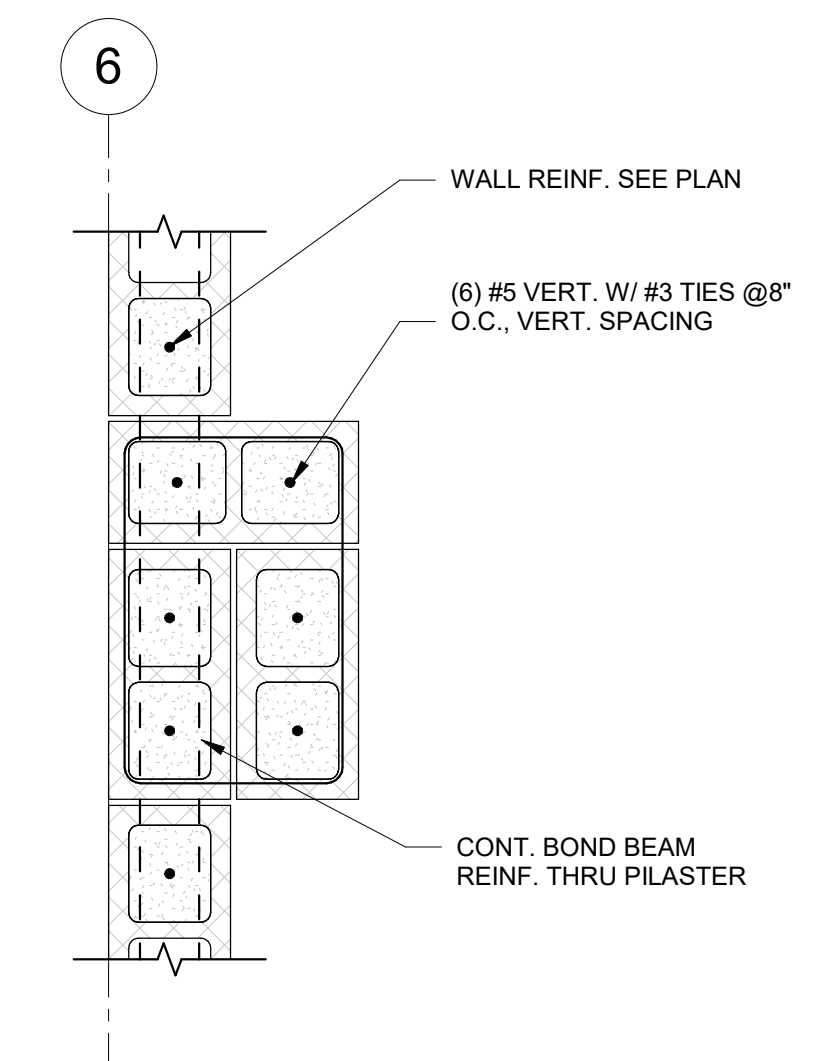 6
WALL REINF. SEE PLAN
(6) #5 VERT. W/ #3 TIES @8"
O.C., VERT. SPACING
CONT. BOND BEAM
REINF. THRU PILASTER